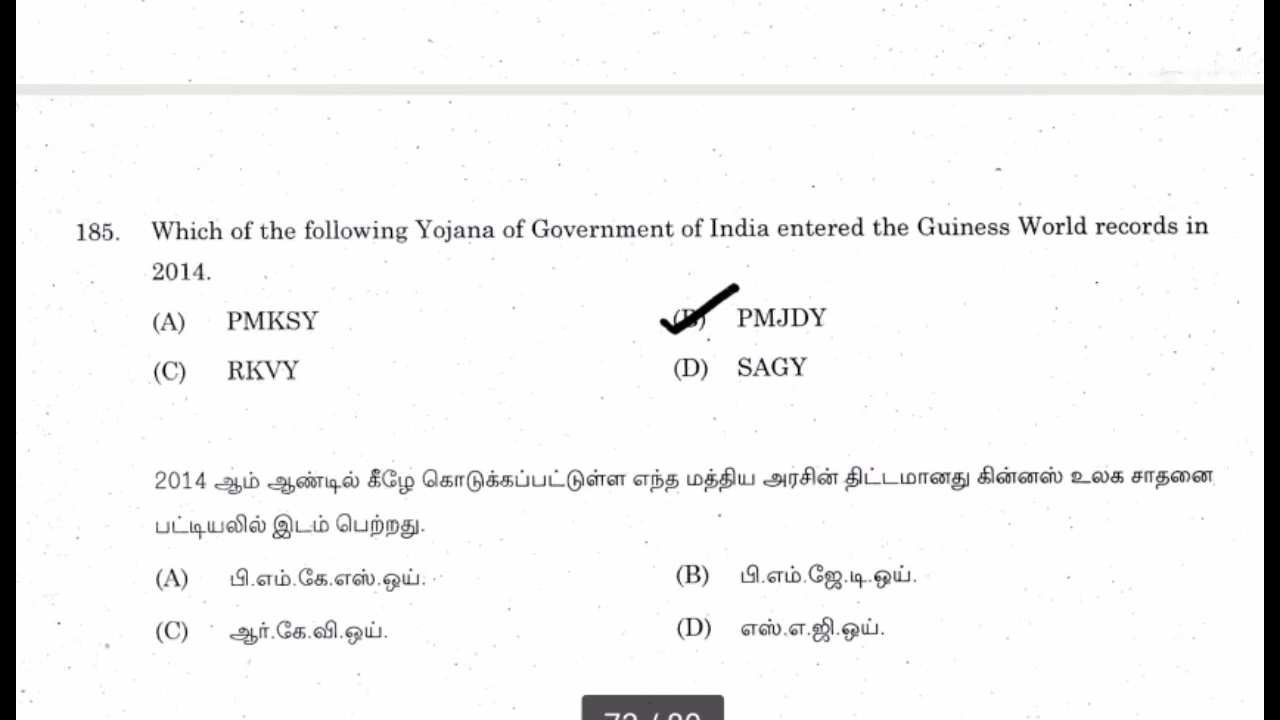 185. Which of the following Yojana of Government of India entered the Guiness World records in
2014.
(A) PMKSY (B) PMJDY
(C) RKVY (D) SAGY
2014 ஆம் ஆண்டில் கீழே கொடுக்கப்பட்டுள்ள எந்த மத்திய அரசின் திட்டமானது கின்னஸ் உலக சாதனை
பட்டியலில் இடம் பெற்றது.
(A) பி.எம்.கே.எஸ்.ஒய். (B) பி.எம்.ஜே.டி.ஒய்.
(C) ஆர்.கே.வி.ஒய். (D) எஸ்.எ.ஜி.ஒய்.